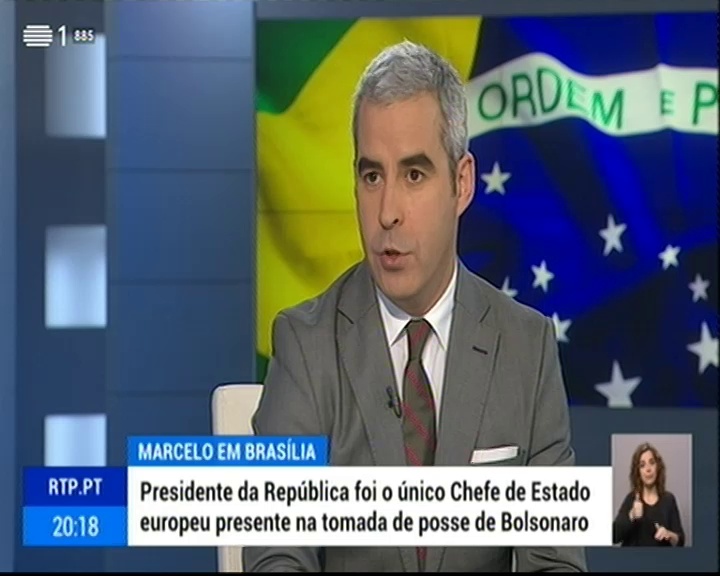 1 885
ORDEM E P
MARCELO EM BRASÍLIA
RTP.PT
Presidente da República foi o único Chefe de Estado
20:18
europeu presente na tomada de posse de Bolsonaro